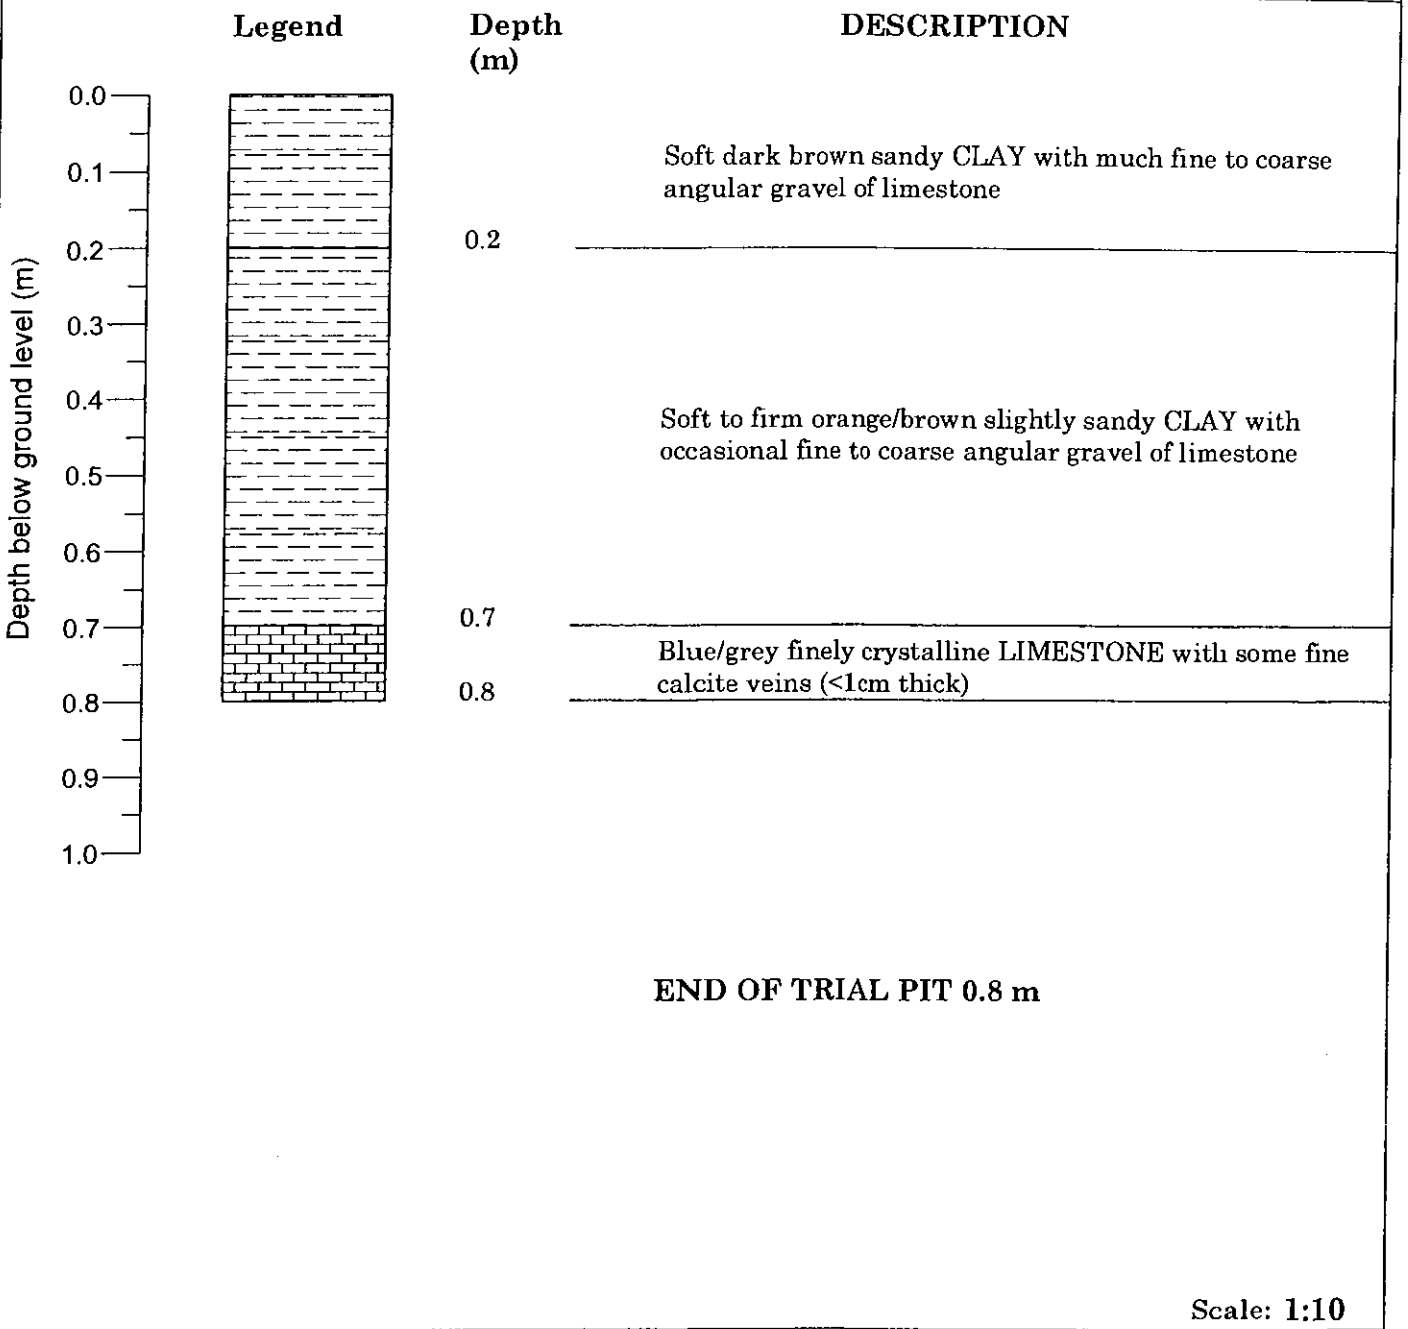 Legend
Depth
(m)
DESCRIPTION
Depth below ground level (m)
0.0
0.1
0.2
0.3
0.4
0.5
0.6
0.7
0.8
0.9
1.0
Soft dark brown sandy CLAY with much fine to coarse
angular gravel of limestone
0.2
Soft to firm orange/brown slightly sandy CLAY with
occasional fine to coarse angular gravel of limestone
0.7
Blue/grey finely crystalline LIMESTONE with some fine
calcite veins (<1cm thick)
0.8
END OF TRIAL PIT 0.8 m
Scale: 1:10